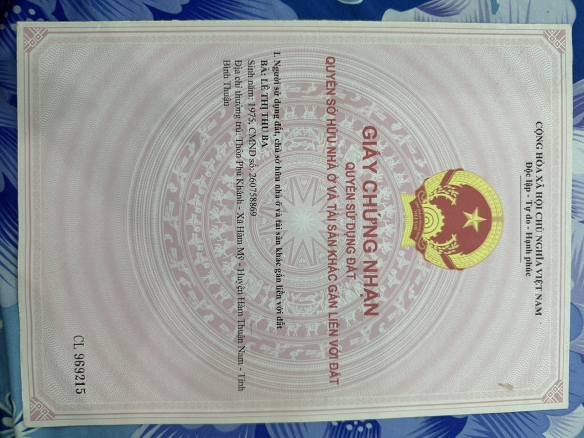 CỘNG HÒA XÃ HỘI CHỦ NGHĨA VIỆT NAM
Độc lập - Tự do - Hạnh phúc
GIẤY CHỨNG NHẬN
QUYỀN SỬ DỤNG ĐẤT
QUYỀN SỞ HỮU NHÀ Ở VÀ TÀI SẢN KHÁC GẮN LIỀN VỚI ĐẤT
I. Người sử dụng đất, chủ sở hữu nhà ở và tài sản khác gắn liền với đất
BÀ: LÊ THỊ THU BA
Sinh năm: 1975, CMND số: 260758869
Địa chỉ thường trú: Thôn Phú Khánh - Xã Hàm Mỹ - Huyện Hàm Thuận Nam - Tỉnh
Bình Thuận
CL 969215